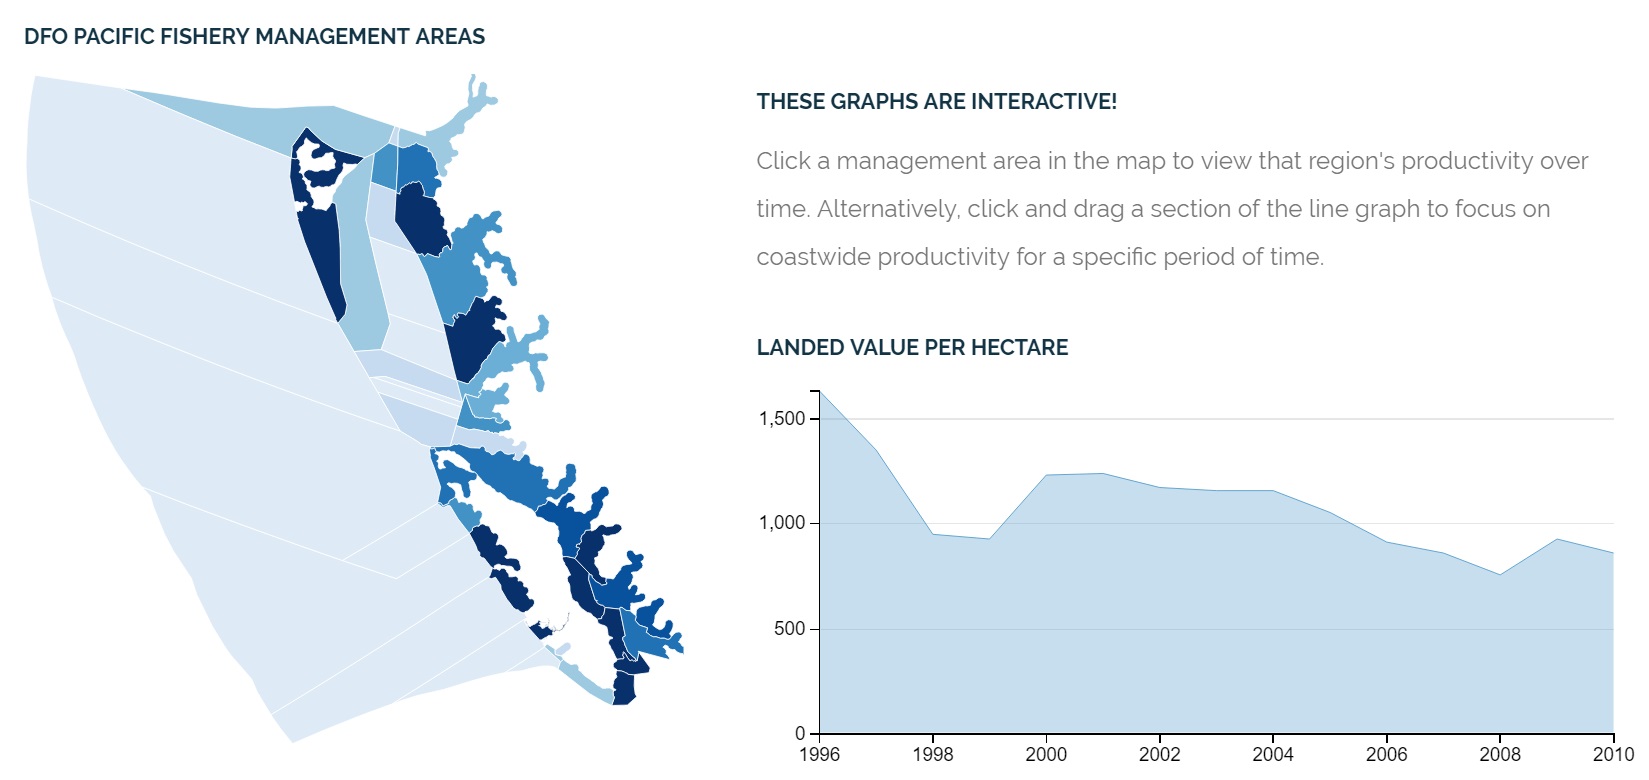 DFO PACIFIC FISHERY MANAGEMENT AREAS
THESE GRAPHS ARE INTERACTIVE!
Click a management area in the map to view that region's productivity over
time. Alternatively, click and drag a section of the line graph to focus on
coastwide productivity for a specific period of time.
LANDED VALUE PER HECTARE
1,500
1,000
500
0
1996 1998 2000 2002 2004 2006 2008 2010